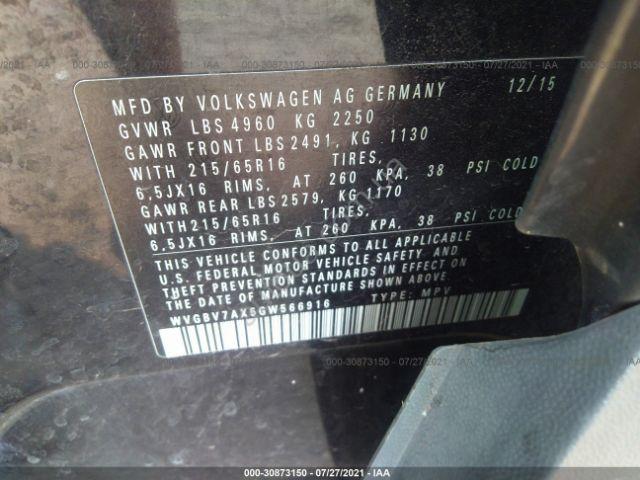 000-30873150 - 07/27/2021 - IAA
MFD BY VOLKSWAGEN AG GERMANY 12/15
GVWR LBS 4960 KG 2250
GAWR FRONT LBS 2491, KG 1130
WITH 215/65R16 TIRES,
6,5JX16 RIMS, AT 260 KPA, 38 PSI COLD
GAWR REAR LBS 2579, KG 1170
WITH 215/65R16 TIRES,
6,5JX16 RIMS, AT 260 KPA, 38 PSI COLD
THIS VEHICLE CONFORMS TO ALL APPLICABLE
U.S. FEDERAL MOTOR VEHICLE SAFETY AND
THEFT PREVENTION STANDARDS IN EFFECT ON
THE DATE OF MANUFACTURE SHOWN ABOVE.
WVGBV7AX5GW566916 TYPE: MPV
000-30873150 - 07/27/2021 - IAA